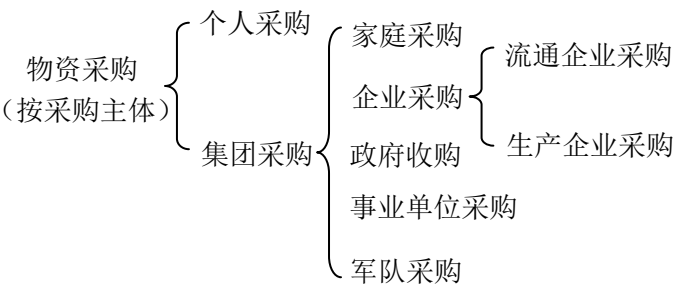 物资采购
（按采购主体）
个人采购
集团采购
家庭采购
企业采购
政府收购
事业单位采购
军队采购
流通企业采购
生产企业采购